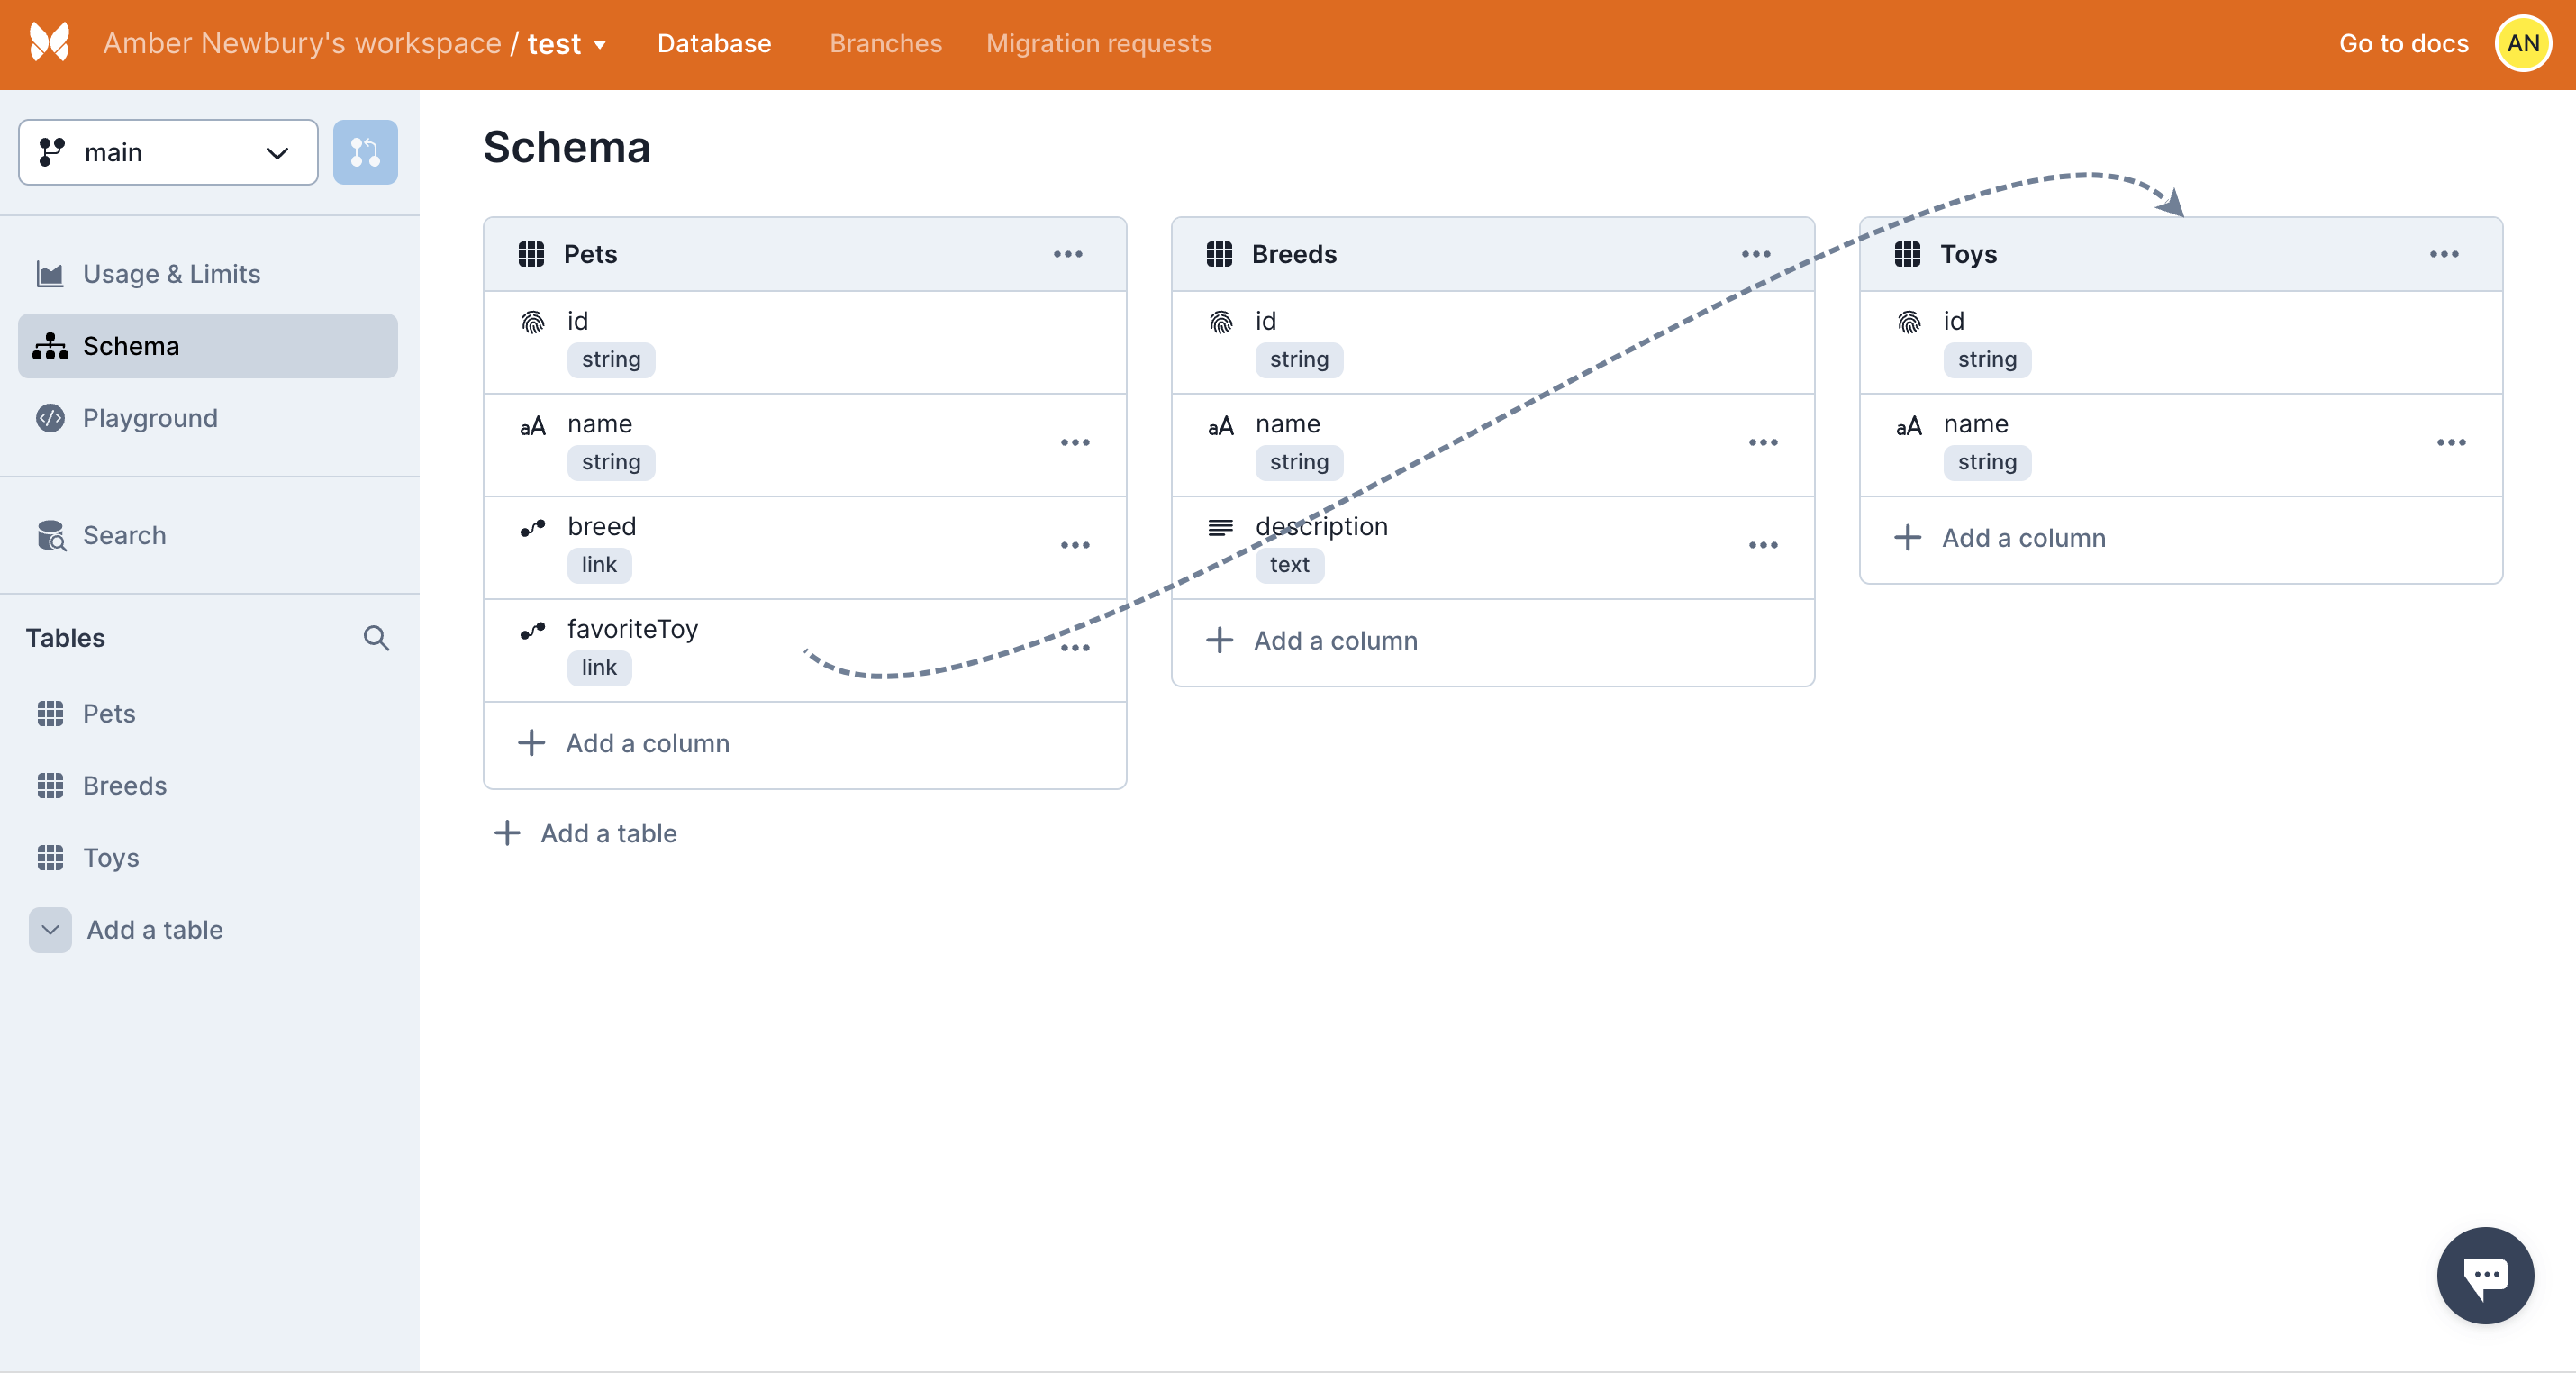 Amber Newbury's workspace / test Database Branches Migration requests Go to docs AN
main
Usage & Limits
Schema
Playground
Search
Tables
Pets
Breeds
Toys
Add a table
Schema
Pets
id
string
name
string
breed
link
favoriteToy
link
Add a column
Add a table
Breeds
id
string
name
string
description
text
Add a column
Toys
id
string
name
string
Add a column